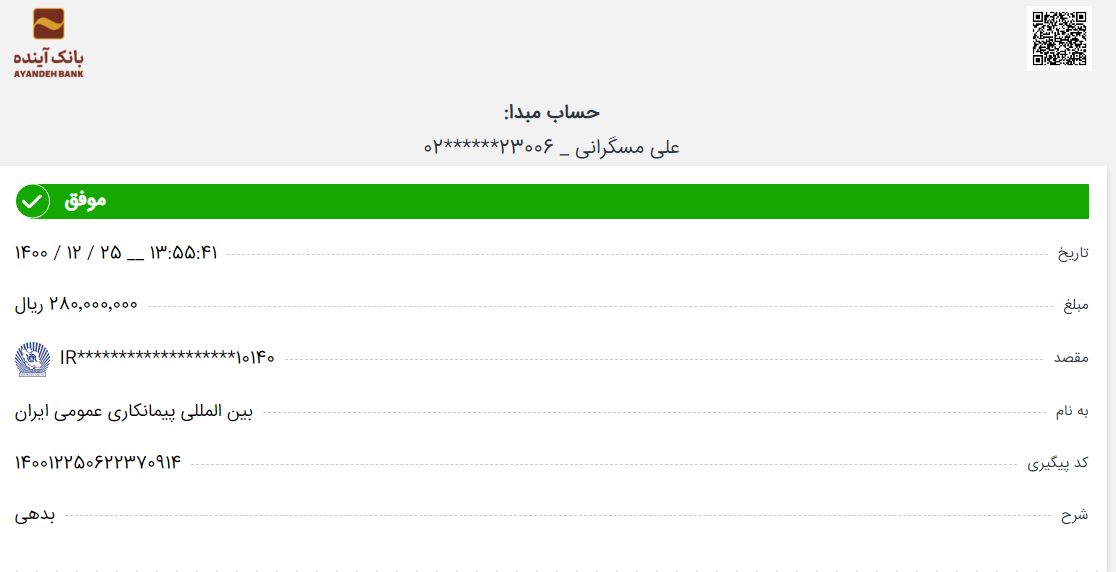 بانک آینده
AYANDEH BANK
حساب مبدا:
علی مسگرانی _ ۰۲******۲۳۰۰۶
موفق
تاریخ ۱۴۰۰ / ۱۲ / ۲۵ __ ۱۳:۵۵:۴۱
مبلغ ۲۸۰,۰۰۰,۰۰۰ ریال
مقصد IR*******************۱۰۱۴۰
به نام بین المللی پیمانکاری عمومی ایران
کد پیگیری ۱۴۰۰۱۲۲۵۰۶۲۲۳۷۰۹۱۴
شرح بدهی